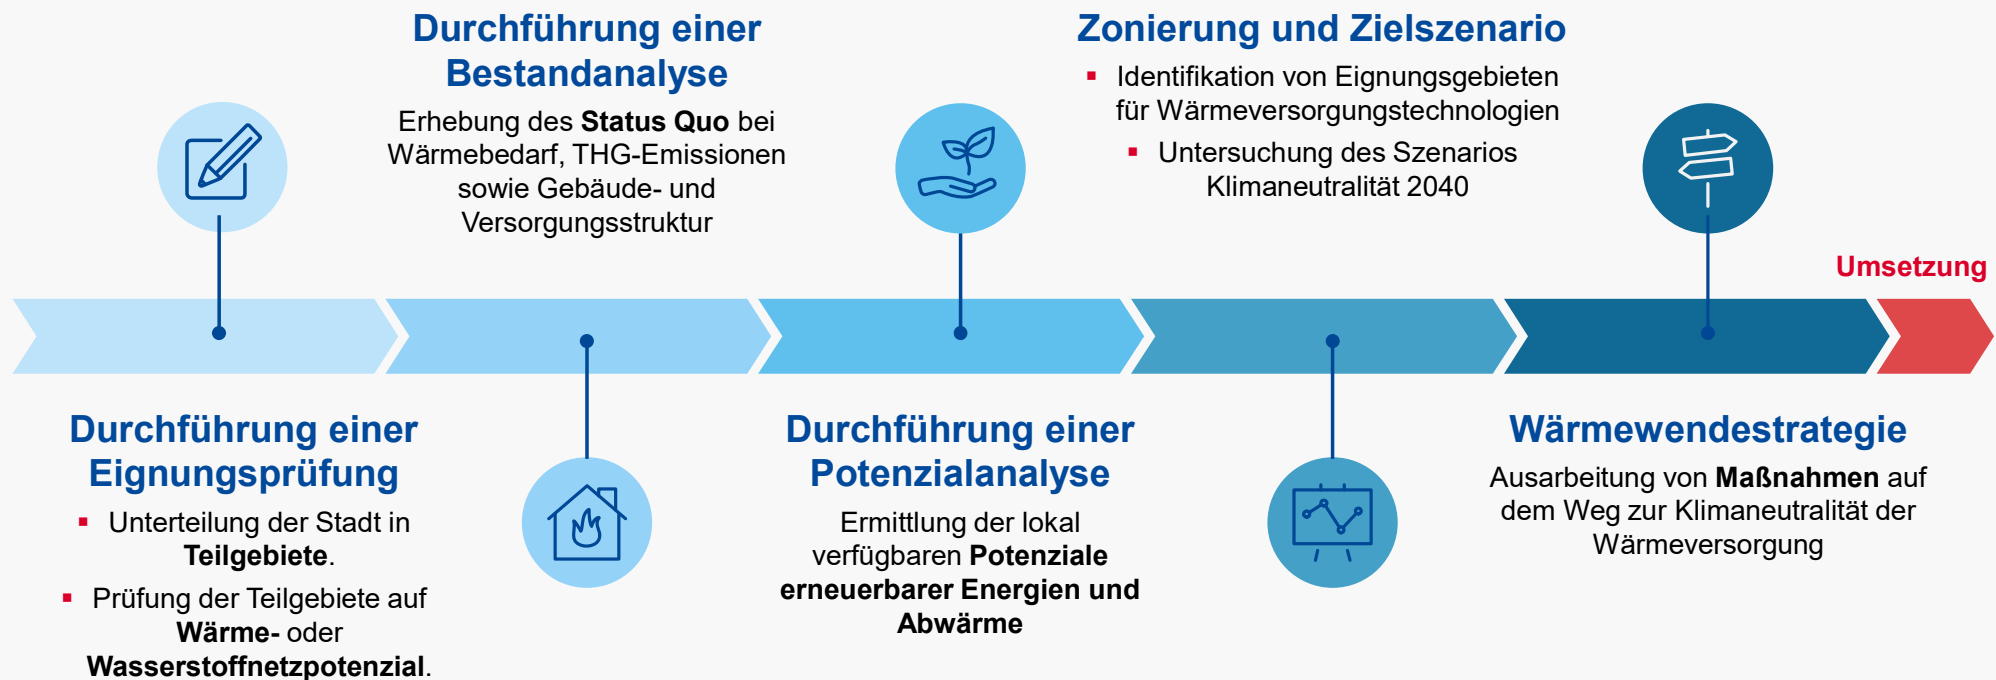 Durchführung einer
Eignungsprüfung
▪ Unterteilung der Stadt in
Teilgebiete.
▪ Prüfung der Teilgebiete auf
Wärme- oder
Wasserstoffnetzpotenzial.
Durchführung einer
Bestandanalyse
Erhebung des Status Quo bei
Wärmebedarf, THG-Emissionen
sowie Gebäude- und
Versorgungsstruktur
Durchführung einer
Potenzialanalyse
Ermittlung der lokal
verfügbaren Potenziale
erneuerbarer Energien und
Abwärme
Zonierung und Zielszenario
▪ Identifikation von Eignungsgebieten
für Wärmeversorgungstechnologien
▪ Untersuchung des Szenarios
Klimaneutralität 2040
Wärmewendestrategie
Ausarbeitung von Maßnahmen auf
dem Weg zur Klimaneutralität der
Wärmeversorgung
Umsetzung